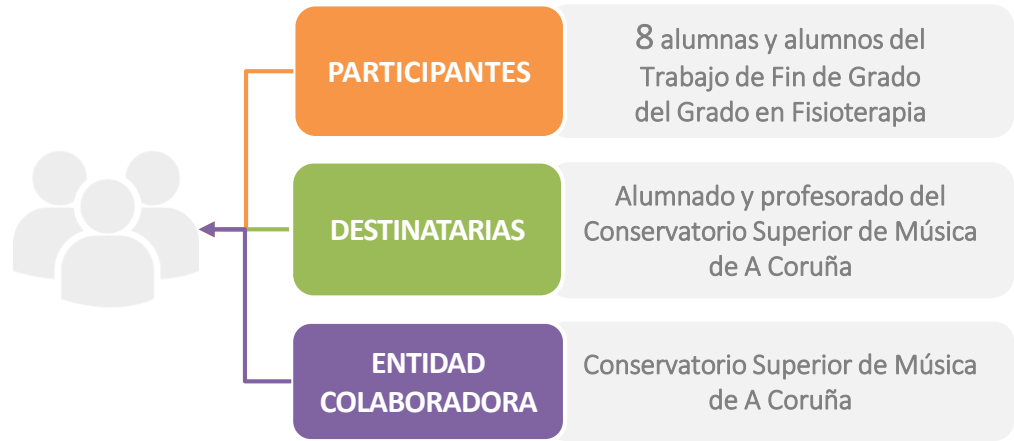 PARTICIPANTES
8 alumnas y alumnos del
Trabajo de Fin de Grado
del Grado en Fisioterapia
DESTINATARIAS
Alumnado y profesorado del
Conservatorio Superior de Música
de A Coruña
ENTIDAD
COLABORADORA
Conservatorio Superior de Música
de A Coruña